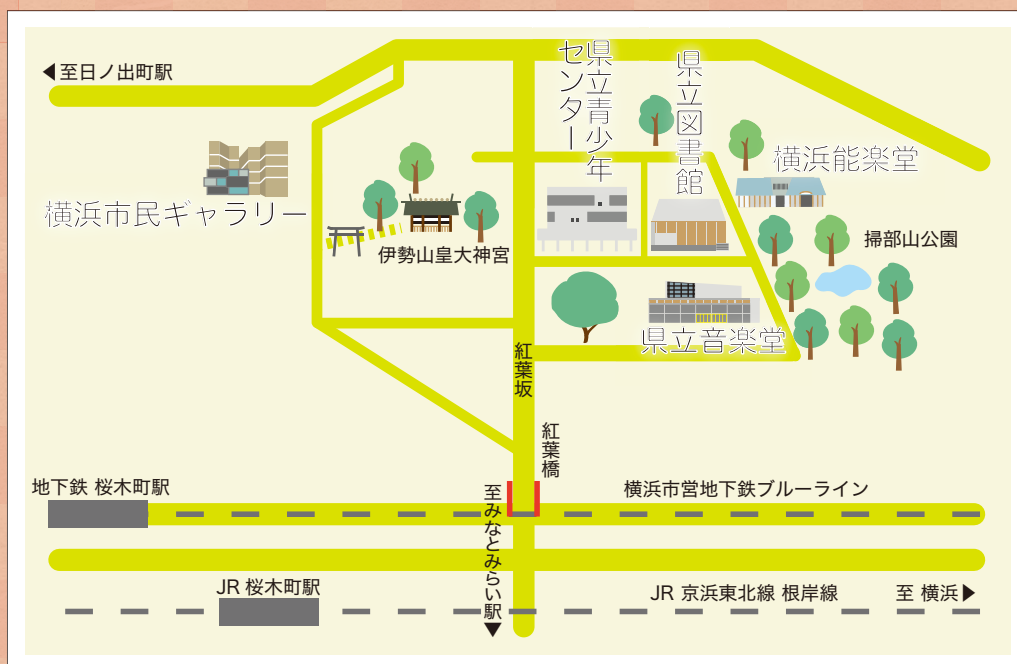 ◀至日ノ出町駅
県立青少年
センター
県立図書館
横浜能楽堂
横浜市民ギャラリー
伊勢山皇大神宮
掃部山公園
県立音楽堂
紅葉坂
紅葉橋
地下鉄 桜木町駅
至みなとみらい駅▼
横浜市営地下鉄ブルーライン
JR 桜木町駅
JR 京浜東北線 根岸線
至 横浜▶